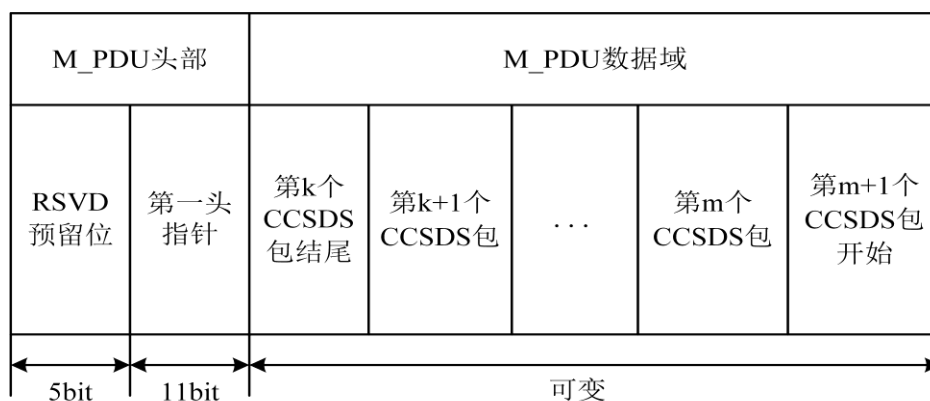 M_PDU头部
M_PDU数据域
RSVD
预留位
第一头
指针
第k个
CCSDS
包结尾
第k+1个
CCSDS包
...
第m个
CCSDS包
第m+1个
CCSDS包
开始
5bit
11bit
可变